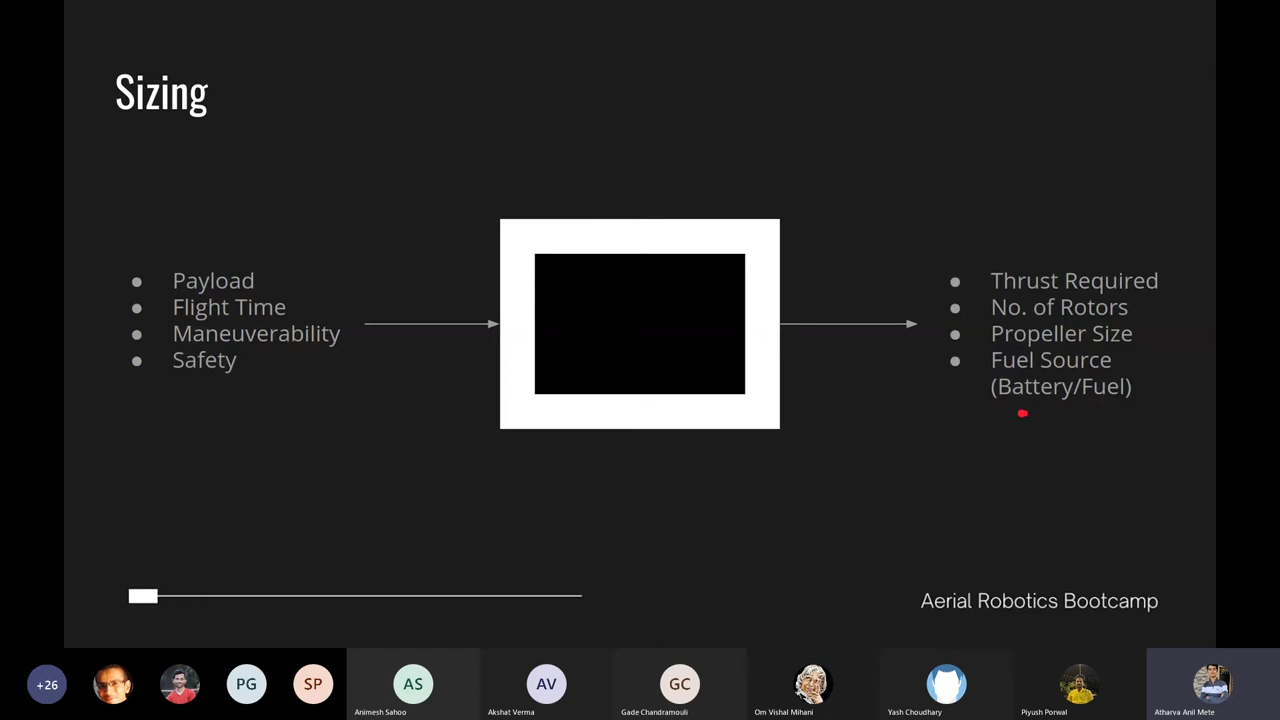 Sizing
● Payload
● Flight Time
● Maneuverability
● Safety
● Thrust Required
● No. of Rotors
● Propeller Size
● Fuel Source
(Battery/Fuel)
Aerial Robotics Bootcamp
+26
PG
SP
AS
AV
GC
Animesh Sahoo
Akshat Verma
Gade Chandramouli
Om Vishal Mihani
Yash Choudhary
Piyush Porwal
Atharva Anil Mete